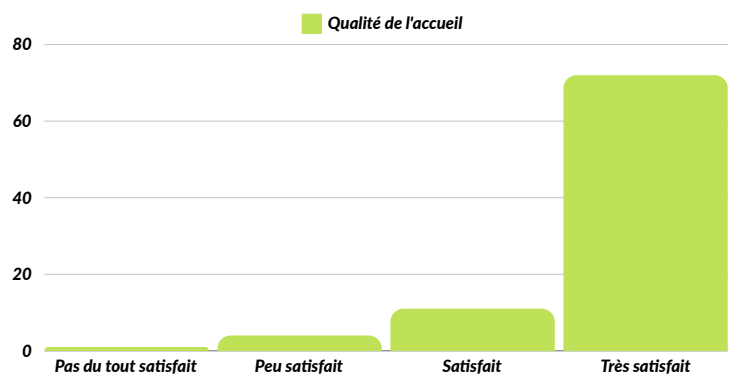 Qualité de l'accueil
80
60
40
20
0
Pas du tout satisfait Peu satisfait Satisfait Très satisfait